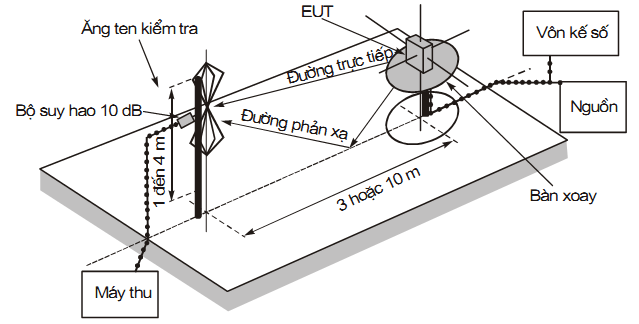 EUT
Ăng ten kiểm tra
Vôn kế số
Đường trực tiếp
Bộ suy hao 10 dB
Nguồn
Đường phản xạ
1 đến 4 m
3 hoặc 10 m
Bàn xoay
Máy thu